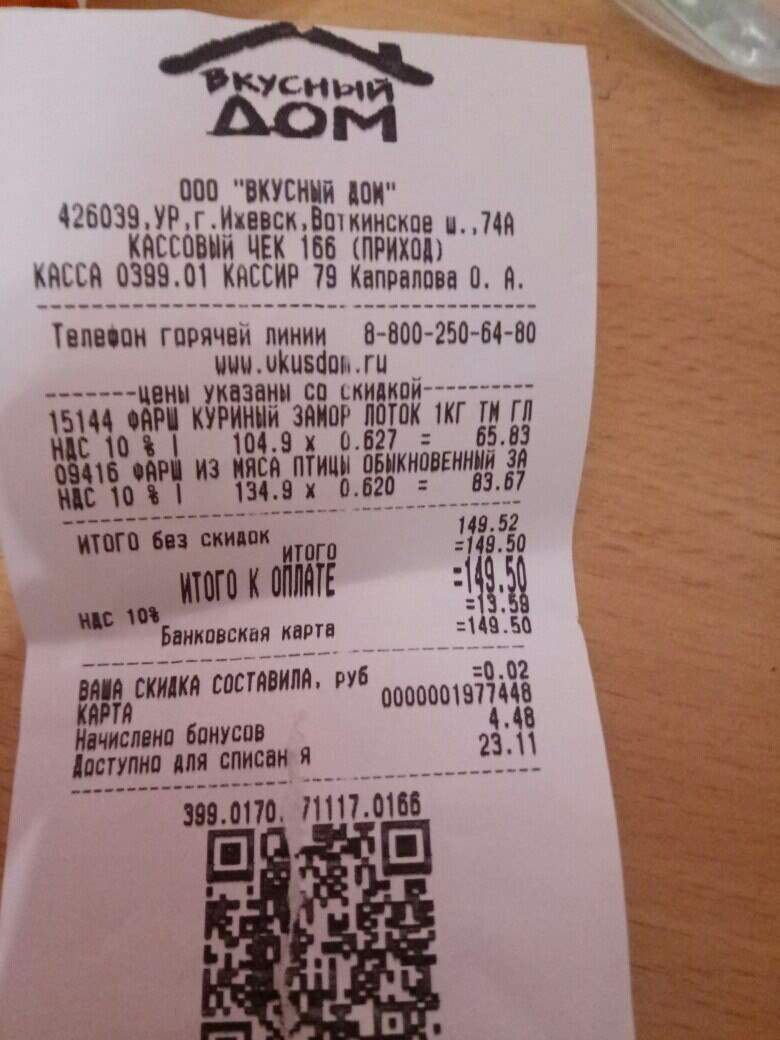 ВКУСНЫЙ
ДОМ
ООО "ВКУСНЫЙ ДОМ"
426039,УР,г.Ижевск,Воткинское ш.,74А
КАССОВЫЙ ЧЕК 166 (ПРИХОД)
КАССА 0399.01 КАССИР 79 Капралова О. А.
Телефон горячей линии 8-800-250-64-80
www.vkusdom.ru
-------цены указаны со скидкой---------
15144 ФАРШ КУРИНЫЙ ЗАМОР ЛОТОК 1КГ ТМ ГЛ
НДС 10 % | 104.9 x 0.627 = 65.83
09416 ФАРШ ИЗ МЯСА ПТИЦЫ ОБЫКНОВЕННЫЙ ЗА
НДС 10 % | 134.9 x 0.620 = 83.67
ИТОГО без скидок 149.52
ИТОГО =149.50
ИТОГО К ОПЛАТЕ =149.50
НДС 10% =13.59
Банковская карта =149.50
ВАША СКИДКА СОСТАВИЛА, руб =0.02
КАРТА 0000001977448
Начислено бонусов 4.48
Доступно для списан я 23.11
399.0170. 71117.0166